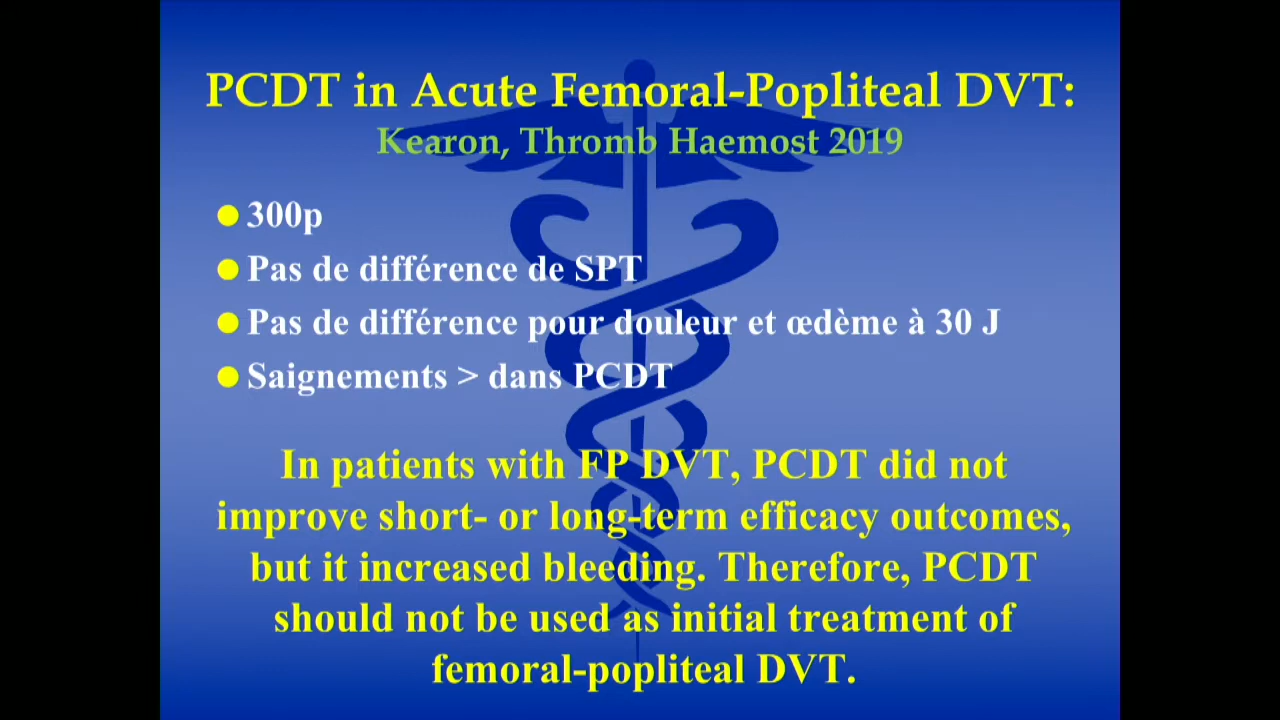 PCDT in Acute Femoral-Popliteal DVT:
Kearon, Thromb Haemost 2019
300p
Pas de différence de SPT
Pas de différence pour douleur et œdème à 30 J
Saignements > dans PCDT
In patients with FP DVT, PCDT did not
improve short- or long-term efficacy outcomes,
but it increased bleeding. Therefore, PCDT
should not be used as initial treatment of
femoral-popliteal DVT.